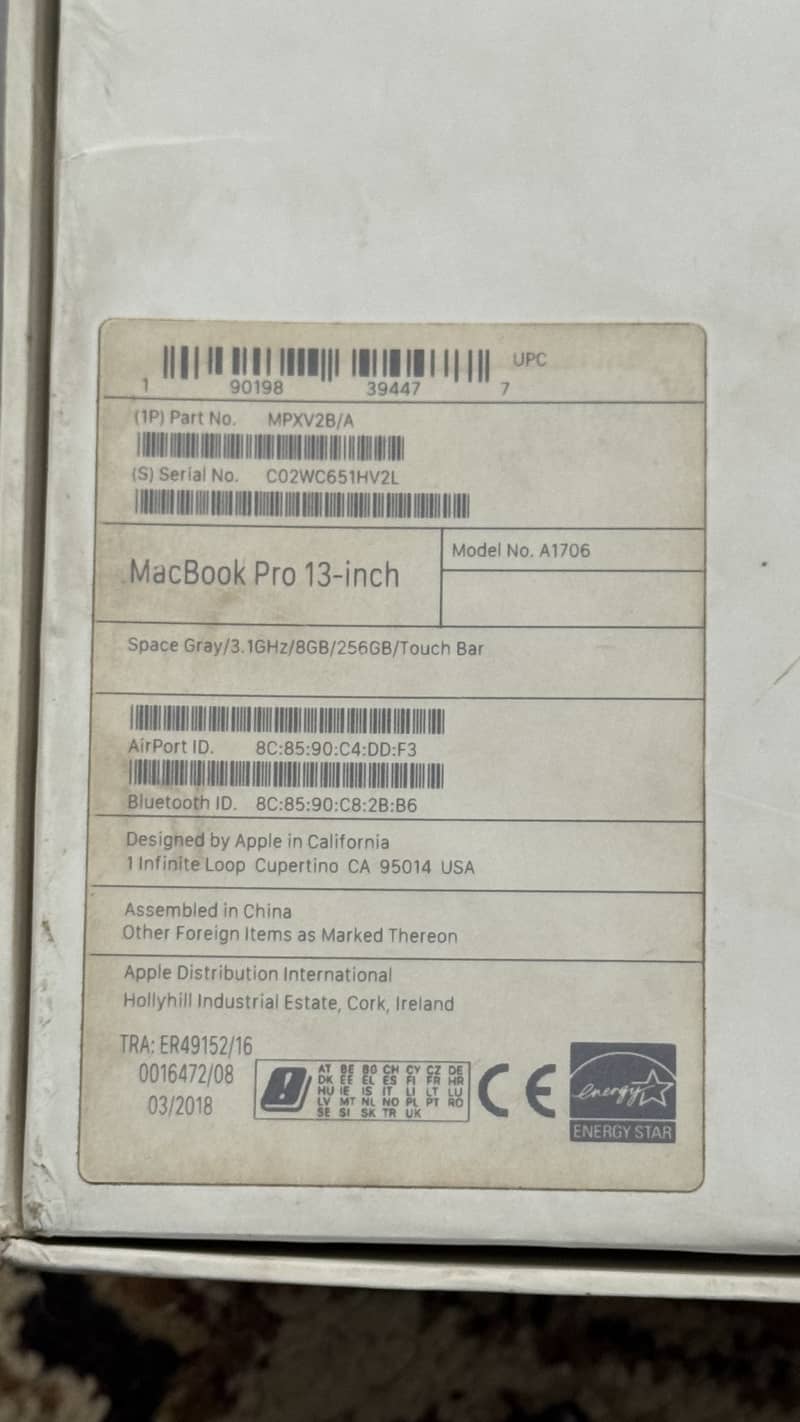 UPC
1 90198 39447 7
(1P) Part No. MPXV2B/A
(S) Serial No. C02WC651HV2L
MacBook Pro 13-inch
Model No. A1706
Space Gray/3.1GHz/8GB/256GB/Touch Bar
AirPort ID. 8C:85:90:C4:DD:F3
Bluetooth ID. 8C:85:90:C8:2B:B6
Designed by Apple in California
1 Infinite Loop Cupertino CA 95014 USA
Assembled in China
Other Foreign Items as Marked Thereon
Apple Distribution International
Hollyhill Industrial Estate, Cork, Ireland
TRA: ER49152/16
0016472/08
03/2018
AT BE BG CH CY CZ DE
DK EE EL ES FI FR HR
HU IE IS IT LI LT LU
LV MT NL NO PL PT RO
SE SI SK TR UK
CE
energy
ENERGY STAR